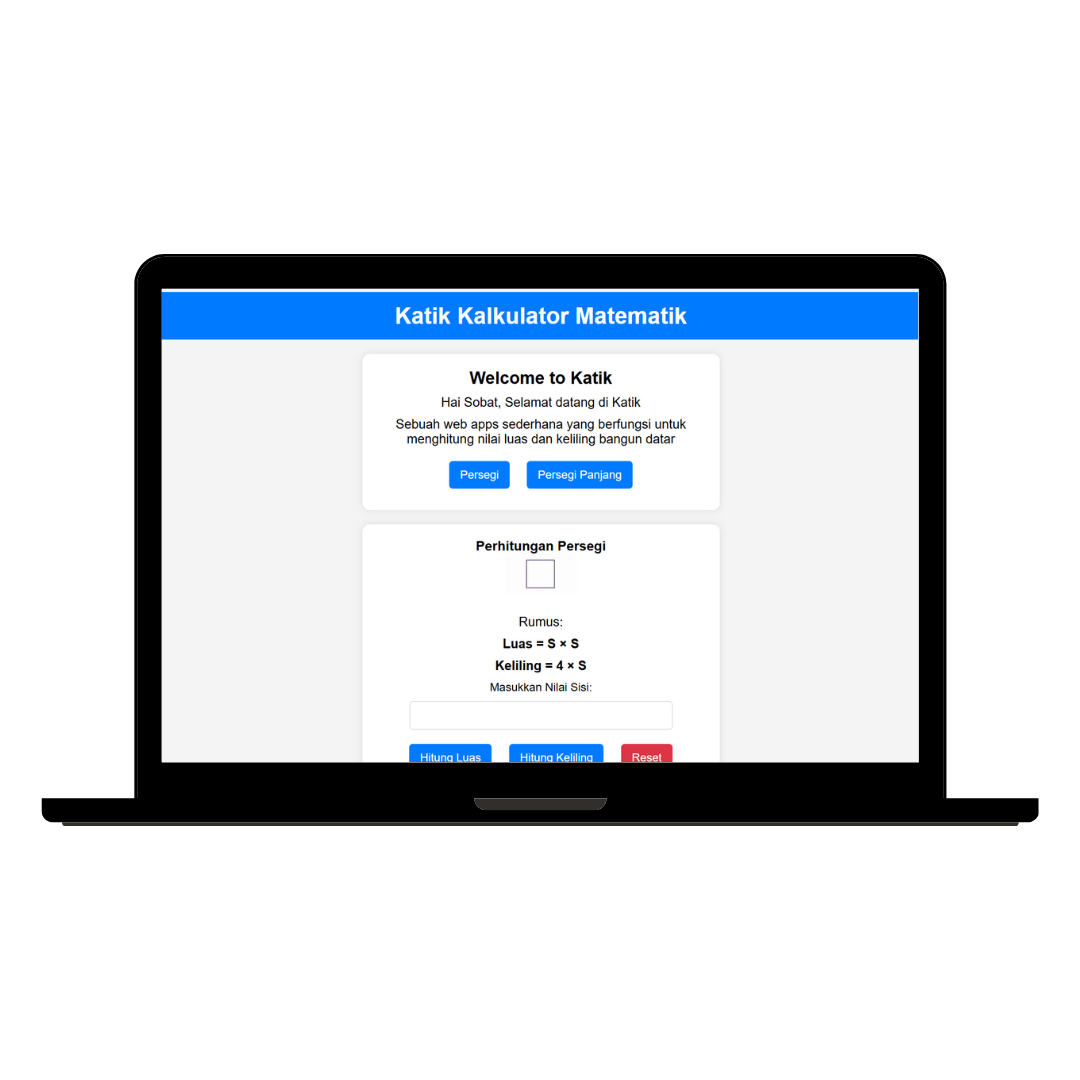 Katik Kalkulator Matematik
Welcome to Katik
Hai Sobat, Selamat datang di Katik
Sebuah web apps sederhana yang berfungsi untuk
menghitung nilai luas dan keliling bangun datar
Persegi Persegi Panjang
Perhitungan Persegi
Rumus:
Luas = S × S
Keliling = 4 × S
Masukkan Nilai Sisi:
Hitung Luas Hitung Keliling Reset